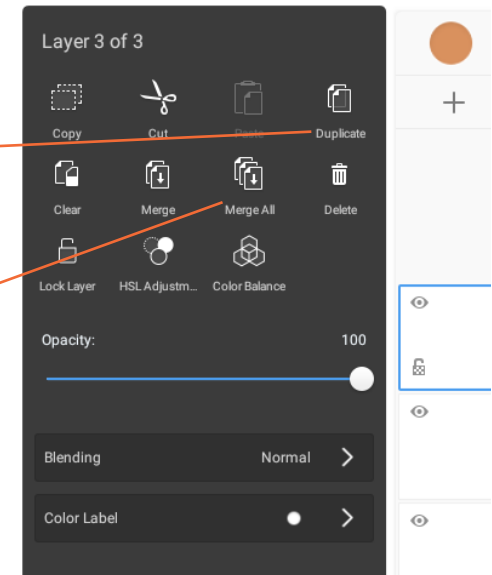 Layer 3 of 3
Copy Cut Paste Duplicate
Clear Merge Merge All Delete
Lock Layer HSL Adjustm... Color Balance
Opacity: 100
Blending Normal
Color Label